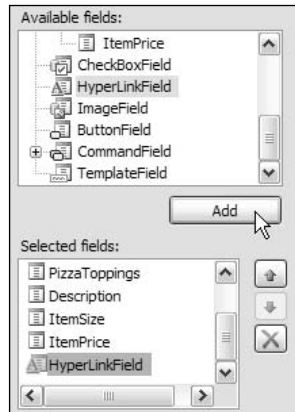 Available fields:
ItemPrice
CheckBoxField
HyperLinkField
ImageField
ButtonField
CommandField
TemplateField
Add
Selected fields:
PizzaToppings
Description
ItemSize
ItemPrice
HyperLinkField